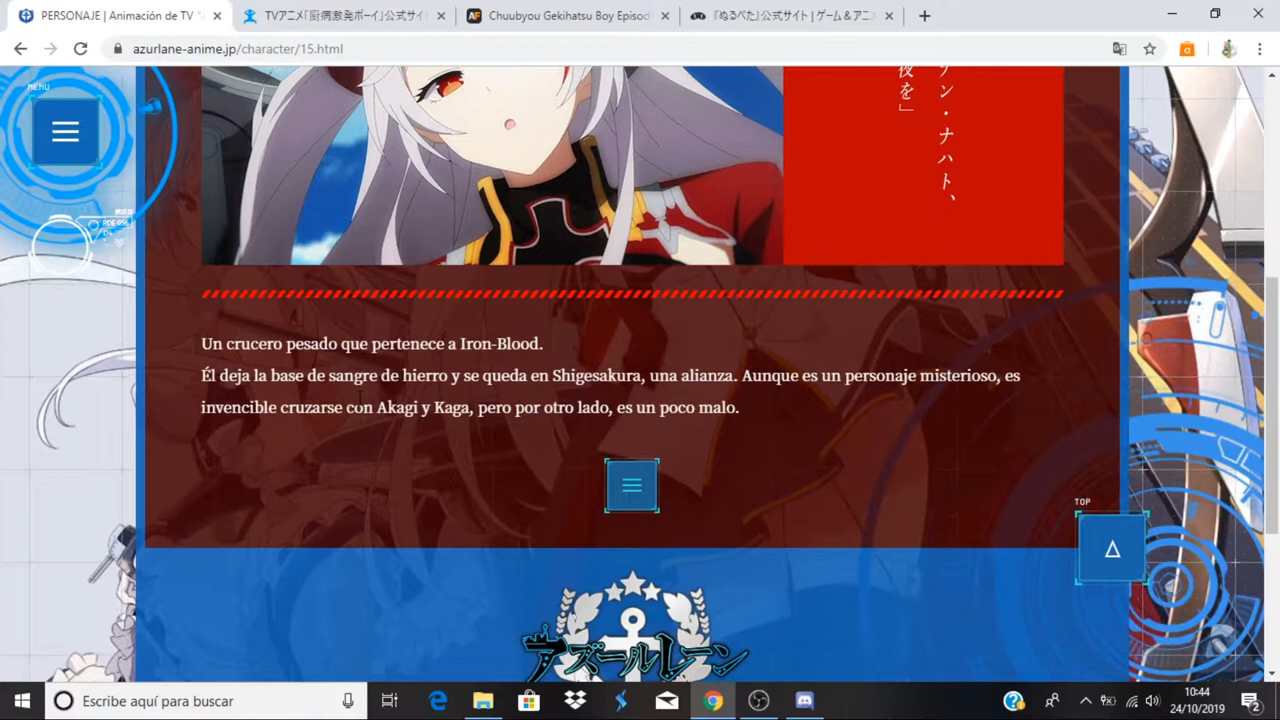 PERSONAJE | Animación de TV "
TVアニメ『厨病激発ボーイ』公式サイト
Chuubyou Gekihatsu Boy Episode
『ぬるぺた』公式サイト | ゲーム＆アニ
azurlane-anime.jp/character/15.html
MENU
ン・ナハト、
夜を」
Un crucero pesado que pertenece a Iron-Blood.
Él deja la base de sangre de hierro y se queda en Shigesakura, una alianza. Aunque es un personaje misterioso, es
invencible cruzarse con Akagi y Kaga, pero por otro lado, es un poco malo.
TOP
アズールレーン
Escribe aquí para buscar
10:44
24/10/2019
2